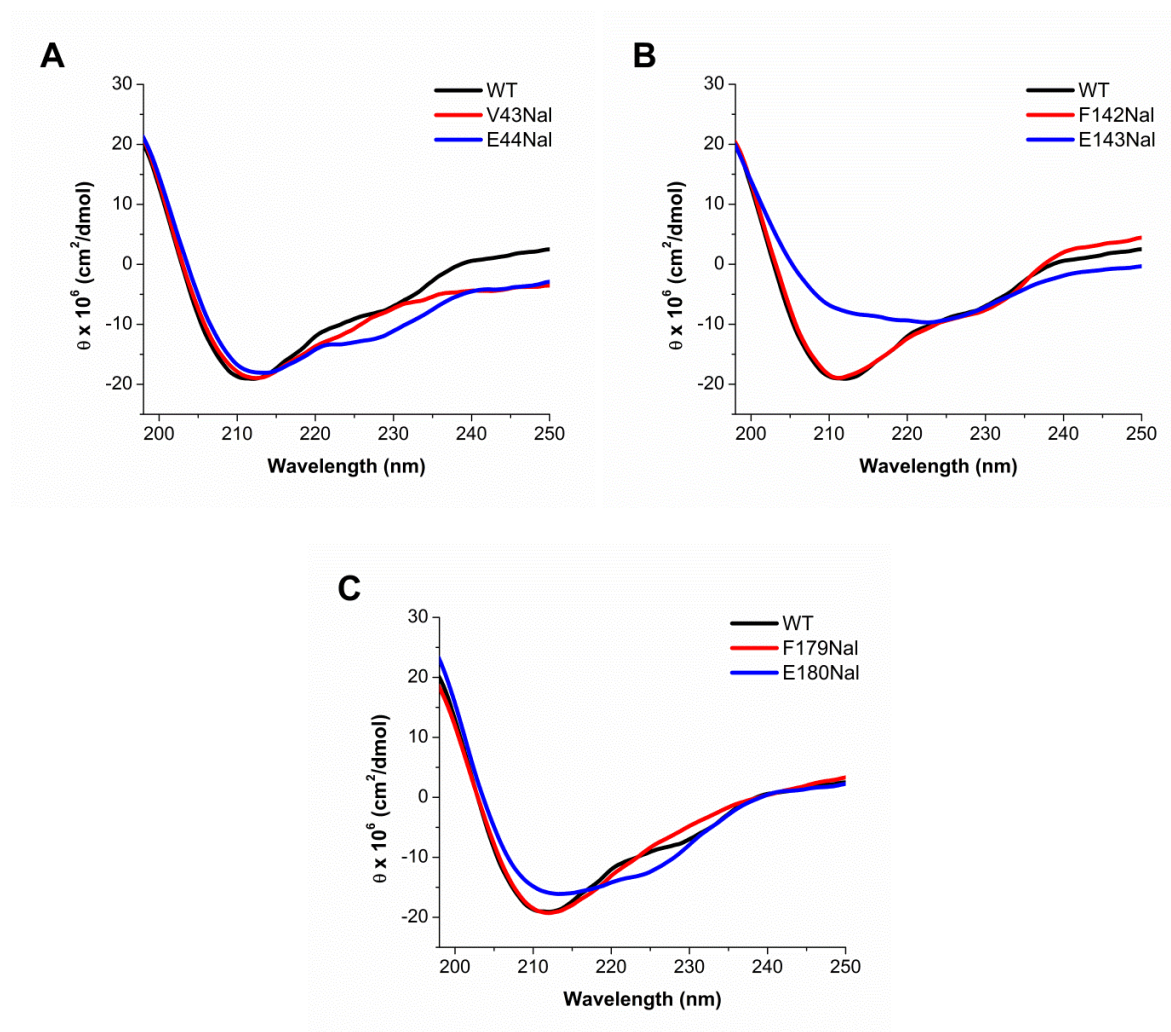 A
30
20
10
0
-10
-20
θ x 10⁶ (cm²/dmol)
200 210 220 230 240 250
Wavelength (nm)
WT
V43Nal
E44Nal
B
30
20
10
0
-10
-20
θ x 10⁶ (cm²/dmol)
200 210 220 230 240 250
Wavelength (nm)
WT
F142Nal
E143Nal
C
30
20
10
0
-10
-20
θ x 10⁶ (cm²/dmol)
200 210 220 230 240 250
Wavelength (nm)
WT
F179Nal
E180Nal